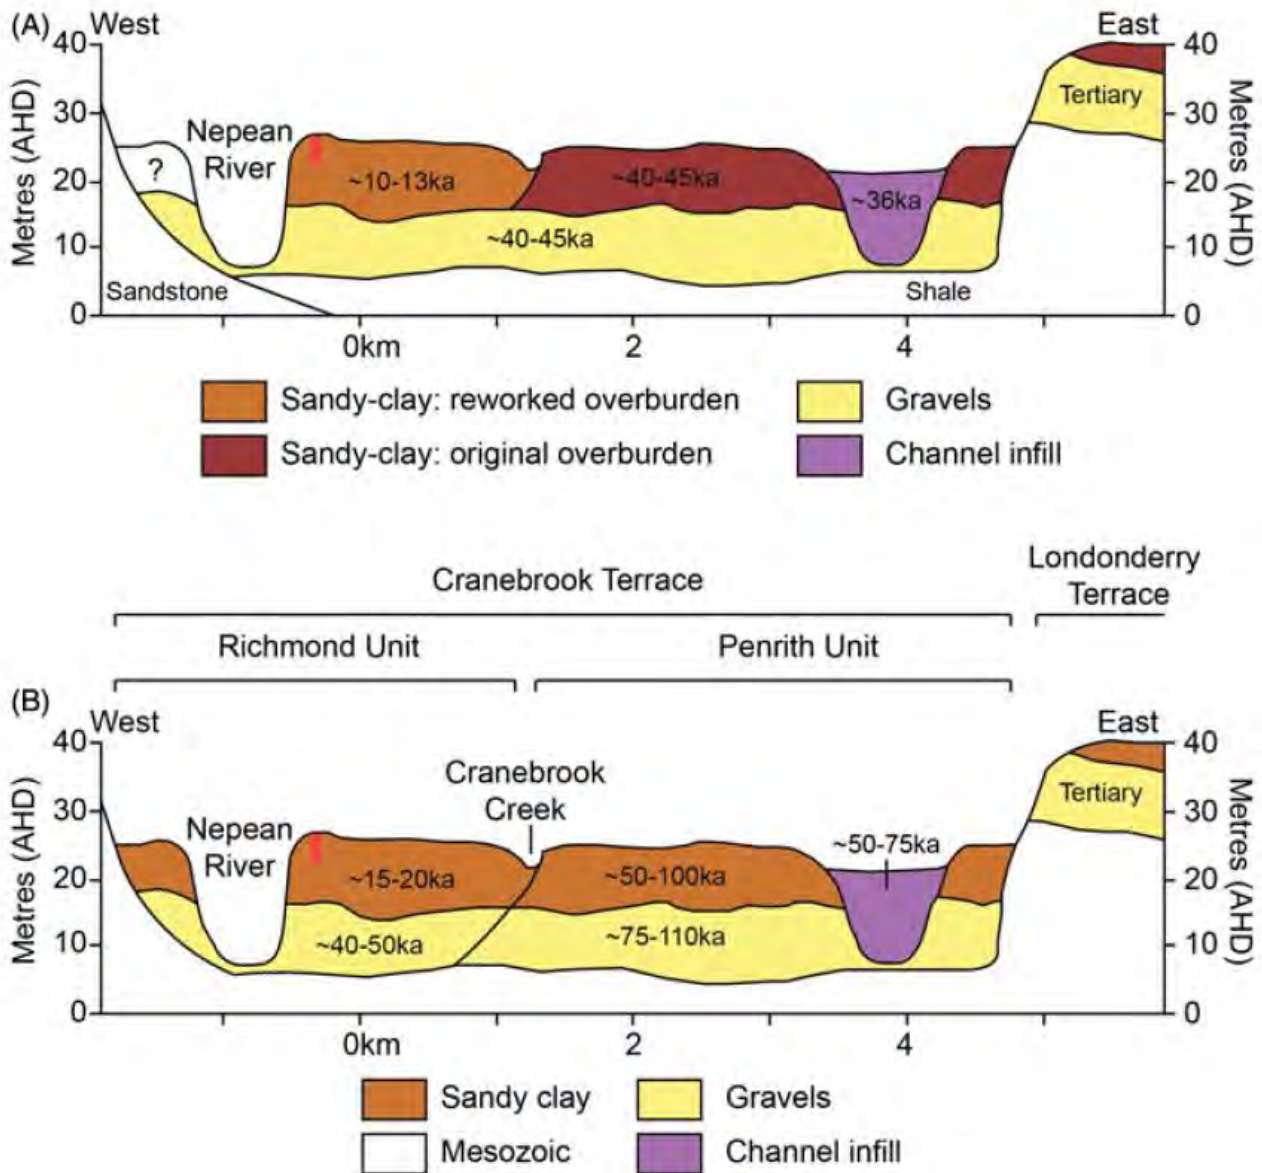 (A) West
East
40
40
Metres (AHD)
Metres (AHD)
30
30
20
20
10
10
0
0
Nepean
River
?
~10-13ka
~40-45ka
~36ka
~40-45ka
Tertiary
Sandstone
Shale
0km
2
4
Sandy-clay: reworked overburden
Gravels
Sandy-clay: original overburden
Channel infill
Cranebrook Terrace
Londonderry
Terrace
Richmond Unit
Penrith Unit
(B)
West
East
40
40
Metres (AHD)
Metres (AHD)
30
30
20
20
10
10
0
0
Cranebrook
Creek
Nepean
River
~15-20ka
~50-100ka
~50-75ka
~40-50ka
~75-110ka
Tertiary
0km
2
4
Sandy clay
Gravels
Mesozoic
Channel infill